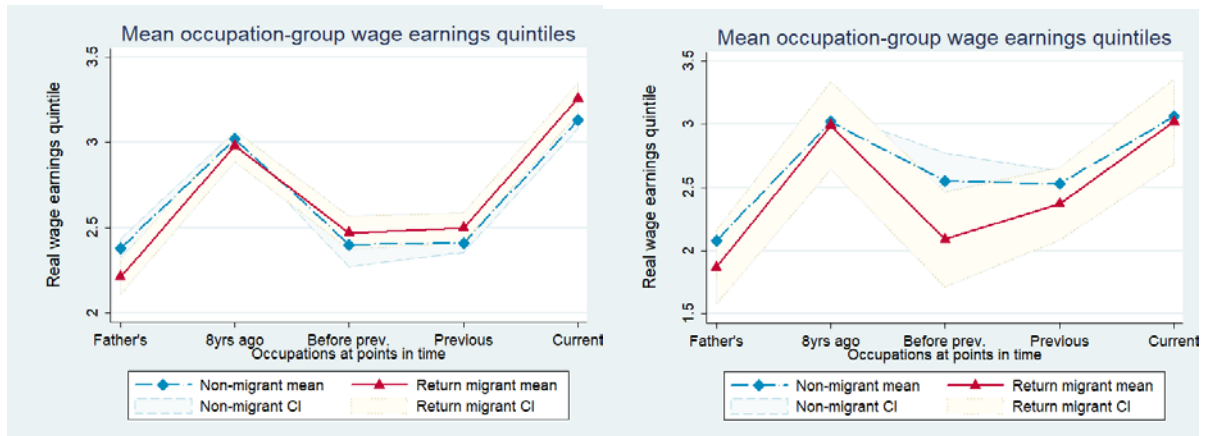 Mean occupation-group wage earnings quintiles
Real wage earnings quintile
3.5
3
2.5
2
Father's 8yrs ago Before prev. Previous Current
Occupations at points in time
Non-migrant mean Return migrant mean
Non-migrant CI Return migrant CI
Mean occupation-group wage earnings quintiles
Real wage earnings quintile
3.5
3
2.5
2
1.5
Father's 8yrs ago Before prev. Previous Current
Occupations at points in time
Non-migrant mean Return migrant mean
Non-migrant CI Return migrant CI